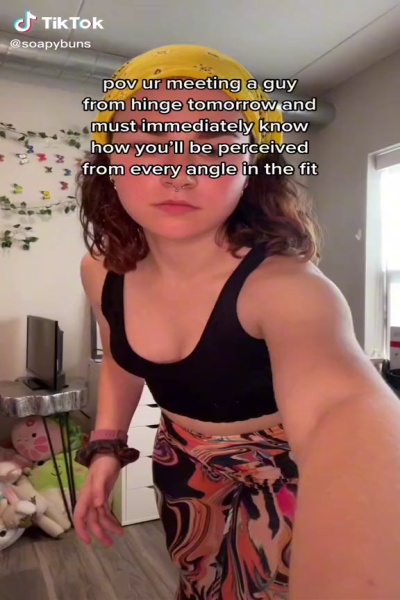 TikTok
@soapybuns
pov ur meeting a guy
from hinge tomorrow and
must immediately know
how you'll be perceived
from every angle in the fit